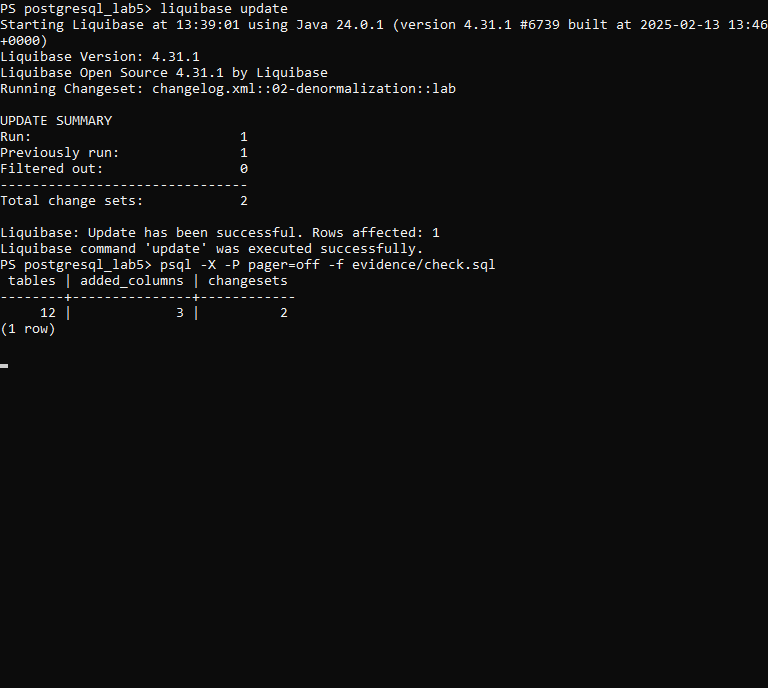 PS postgresql_lab5> liquibase update
Starting Liquibase at 13:39:01 using Java 24.0.1 (version 4.31.1 #6739 built at 2025-02-13 13:46
+0000)
Liquibase Version: 4.31.1
Liquibase Open Source 4.31.1 by Liquibase
Running Changeset: changelog.xml::02-denormalization::lab

UPDATE SUMMARY
Run:                          1
Previously run:               1
Filtered out:                 0
-------------------------------
Total change sets:            2

Liquibase: Update has been successful. Rows affected: 1
Liquibase command 'update' was executed successfully.
PS postgresql_lab5> psql -X -P pager=off -f evidence/check.sql
 tables | added_columns | changesets
--------+---------------+------------
     12 |             3 |          2
(1 row)